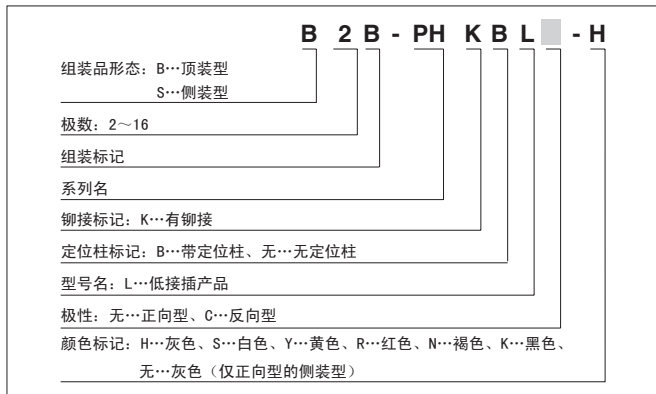 B 2 B - PH K B L - H
组装品形态：B…顶装型
S…侧装型
极数：2～16
组装标记
系列名
铆接标记：K…有铆接
定位柱标记：B…带定位柱、无…无定位柱
型号名：L…低接插产品
极性：无…正向型、C…反向型
颜色标记：H…灰色、S…白色、Y…黄色、R…红色、N…褐色、K…黑色、
无…灰色（仅正向型的侧装型）